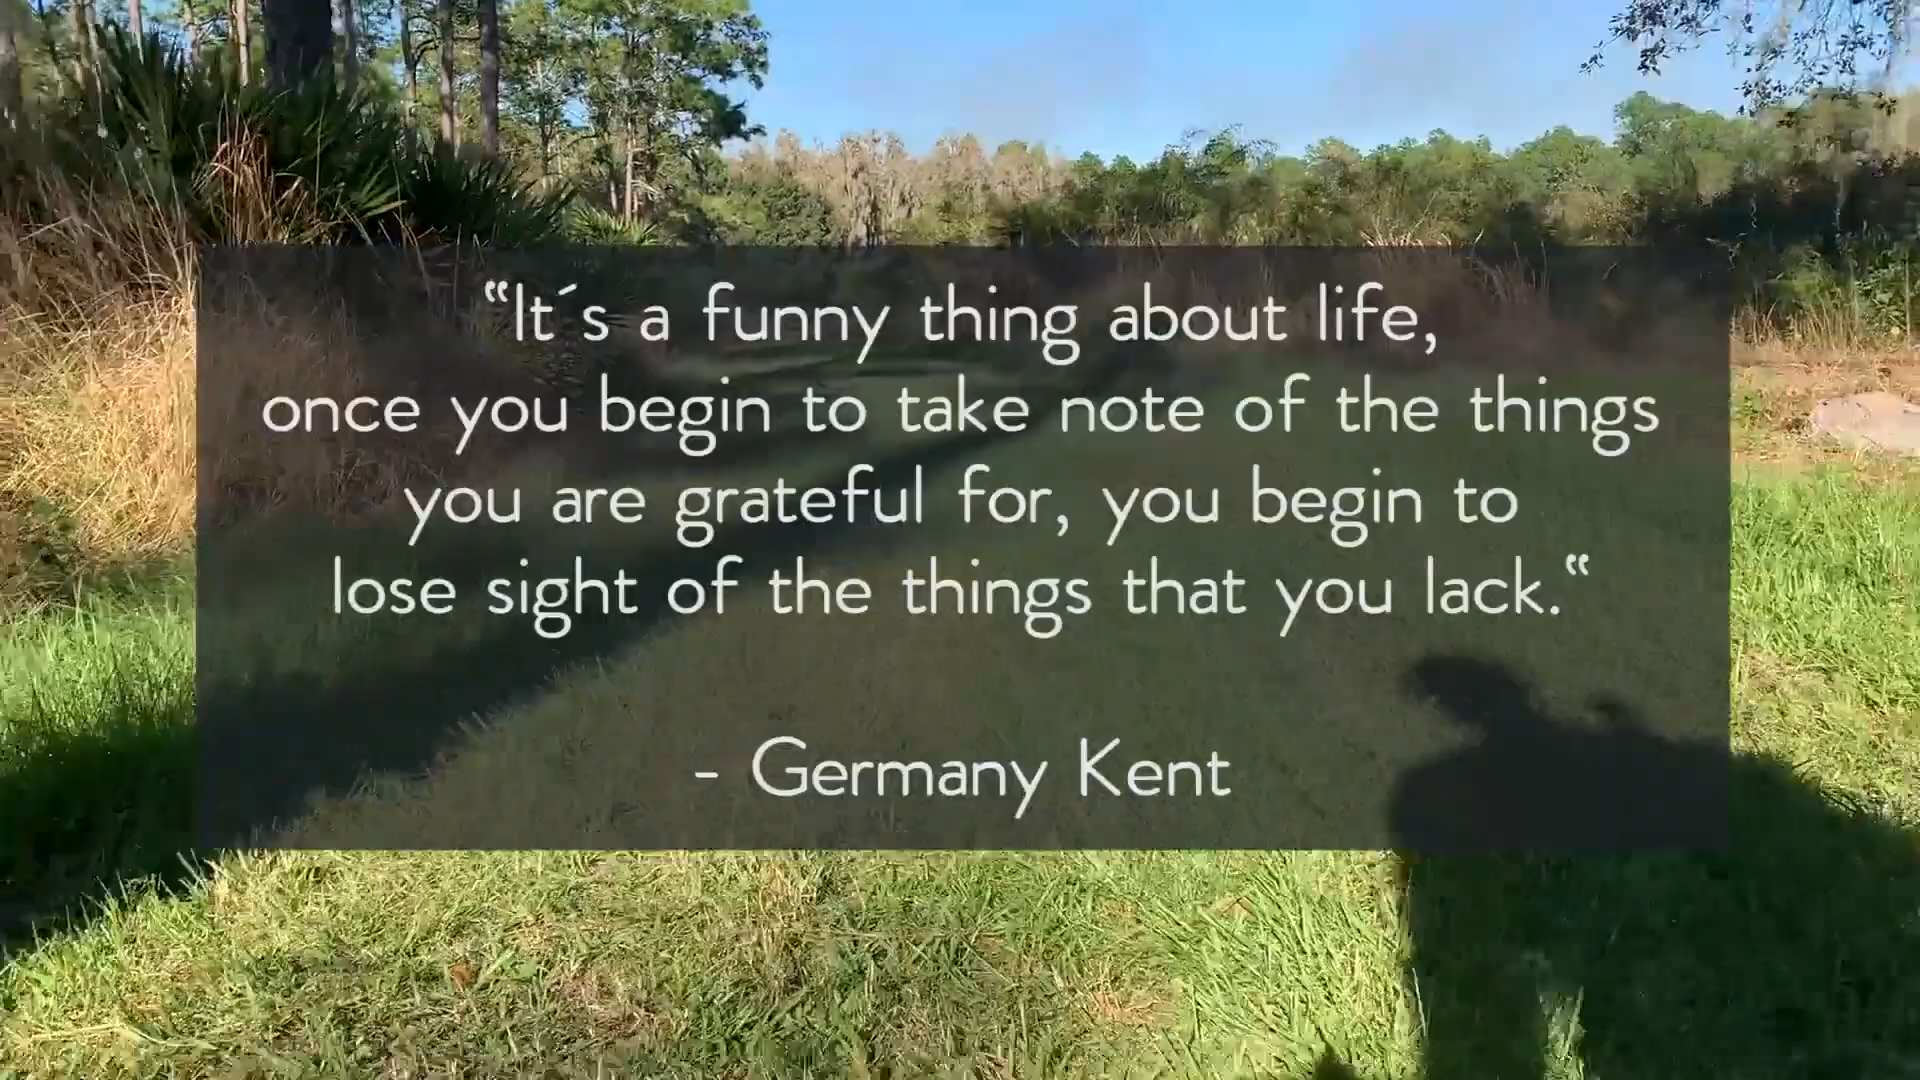 “It´s a funny thing about life,
once you begin to take note of the things
you are grateful for, you begin to
lose sight of the things that you lack.“
- Germany Kent